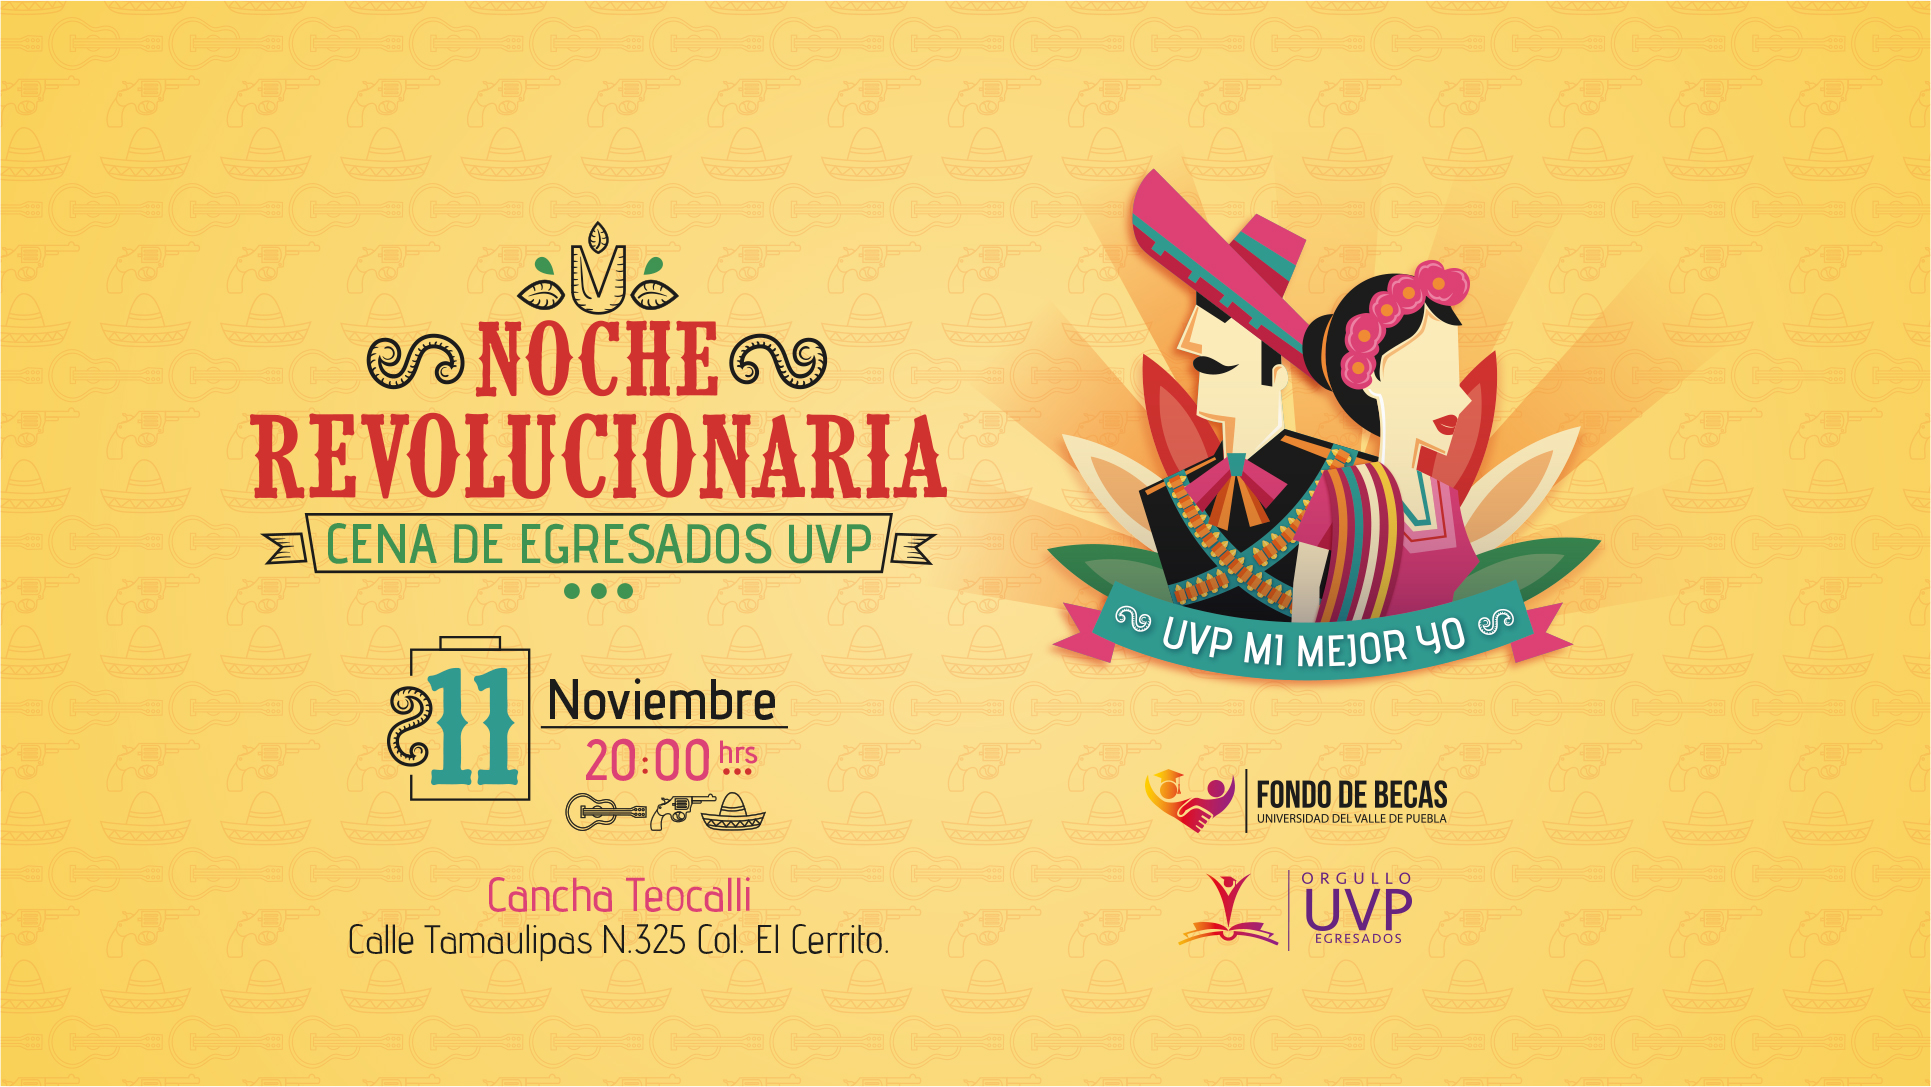 NOCHE
REVOLUCIONARIA
CENA DE EGRESADOS UVP
11
Noviembre
20:00 hrs
Cancha Teocalli
Calle Tamaulipas N.325 Col. El Cerrito.
UVP MI MEJOR YO
FONDO DE BECAS
UNIVERSIDAD DEL VALLE DE PUEBLA
ORGULLO
UVP
EGRESADOS